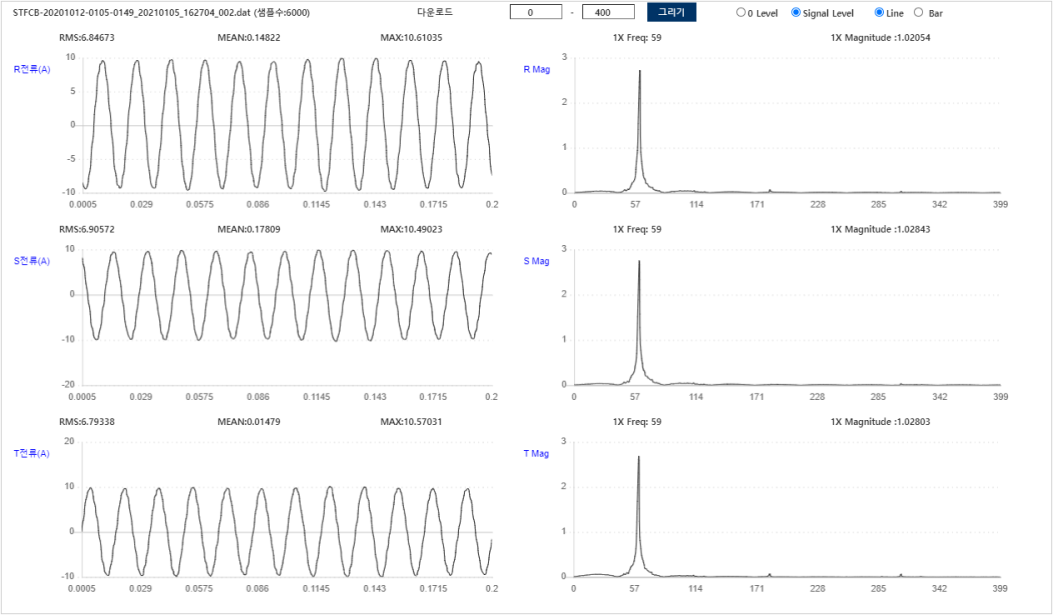 STFCB-20201012-0105-0149_20210105_162704_002.dat (샘플수:6000) 다운로드 0 - 400 그리기 0 Level Signal Level Line Bar
RMS:6.84673 MEAN:0.14822 MAX:10.61035 1X Freq: 59 1X Magnitude :1.02054
R전류(A) 10 5 0 -5 -10
0.0005 0.029 0.0575 0.086 0.1145 0.143 0.1715 0.2
R Mag 3 2 1 0
0 57 114 171 228 285 342 399
RMS:6.90572 MEAN:0.17809 MAX:10.49023 1X Freq: 59 1X Magnitude :1.02843
S전류(A) 10 0 -10 -20
0.0005 0.029 0.0575 0.086 0.1145 0.143 0.1715 0.2
S Mag 3 2 1 0
0 57 114 171 228 285 342 399
RMS:6.79338 MEAN:0.01479 MAX:10.57031 1X Freq: 59 1X Magnitude :1.02803
T전류(A) 20 10 0 -10
0.0005 0.029 0.0575 0.086 0.1145 0.143 0.1715 0.2
T Mag 3 2 1 0
0 57 114 171 228 285 342 399